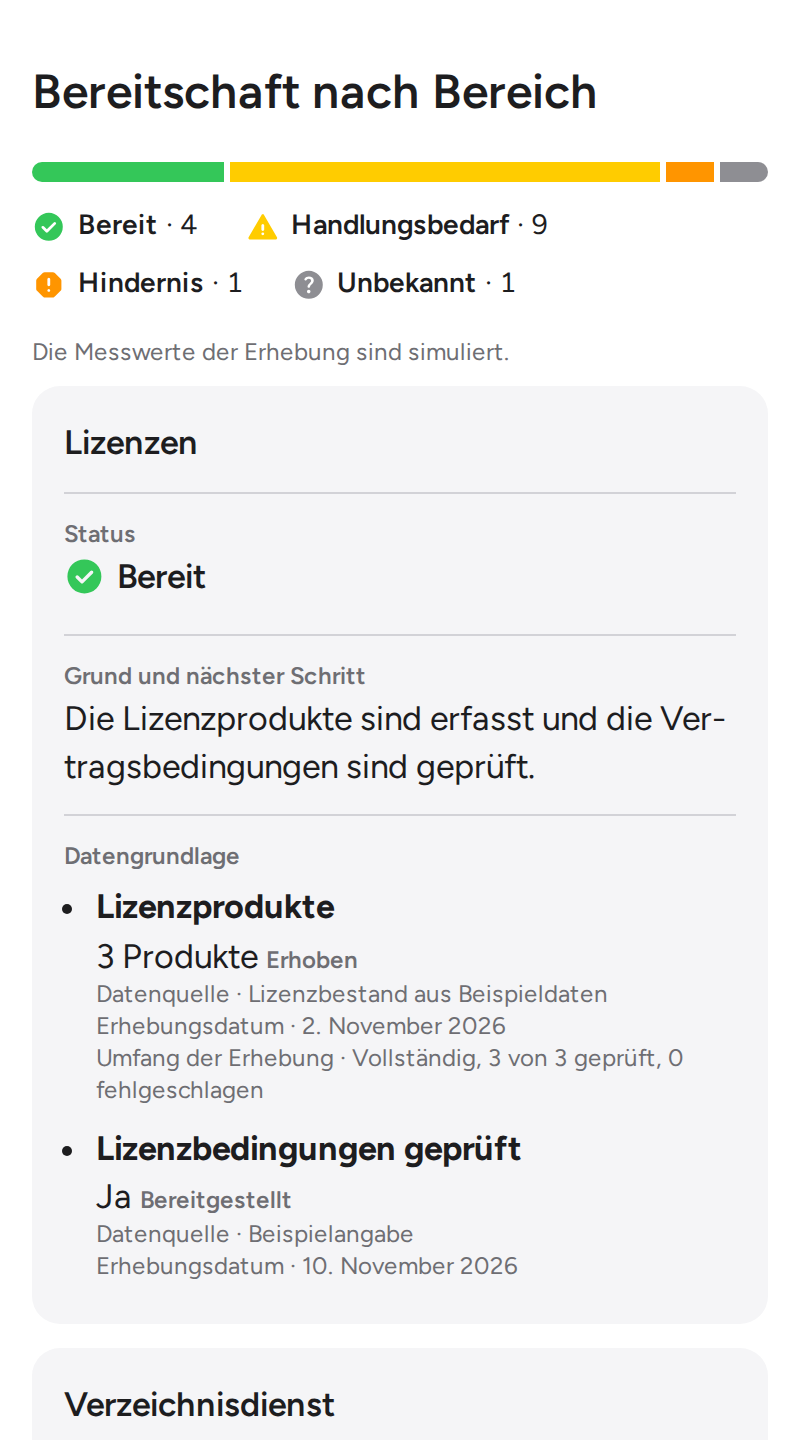 Bereitschaft nach Bereich
Bereit · 4
Handlungsbedarf · 9
Hindernis · 1
Unbekannt · 1
Die Messwerte der Erhebung sind simuliert.
Lizenzen
Status
Bereit
Grund und nächster Schritt
Die Lizenzprodukte sind erfasst und die Ver-
tragsbedingungen sind geprüft.
Datengrundlage
• Lizenzprodukte
3 Produkte Erhoben
Datenquelle · Lizenzbestand aus Beispieldaten
Erhebungsdatum · 2. November 2026
Umfang der Erhebung · Vollständig, 3 von 3 geprüft, 0
fehlgeschlagen
• Lizenzbedingungen geprüft
Ja Bereitgestellt
Datenquelle · Beispielangabe
Erhebungsdatum · 10. November 2026
Verzeichnisdienst